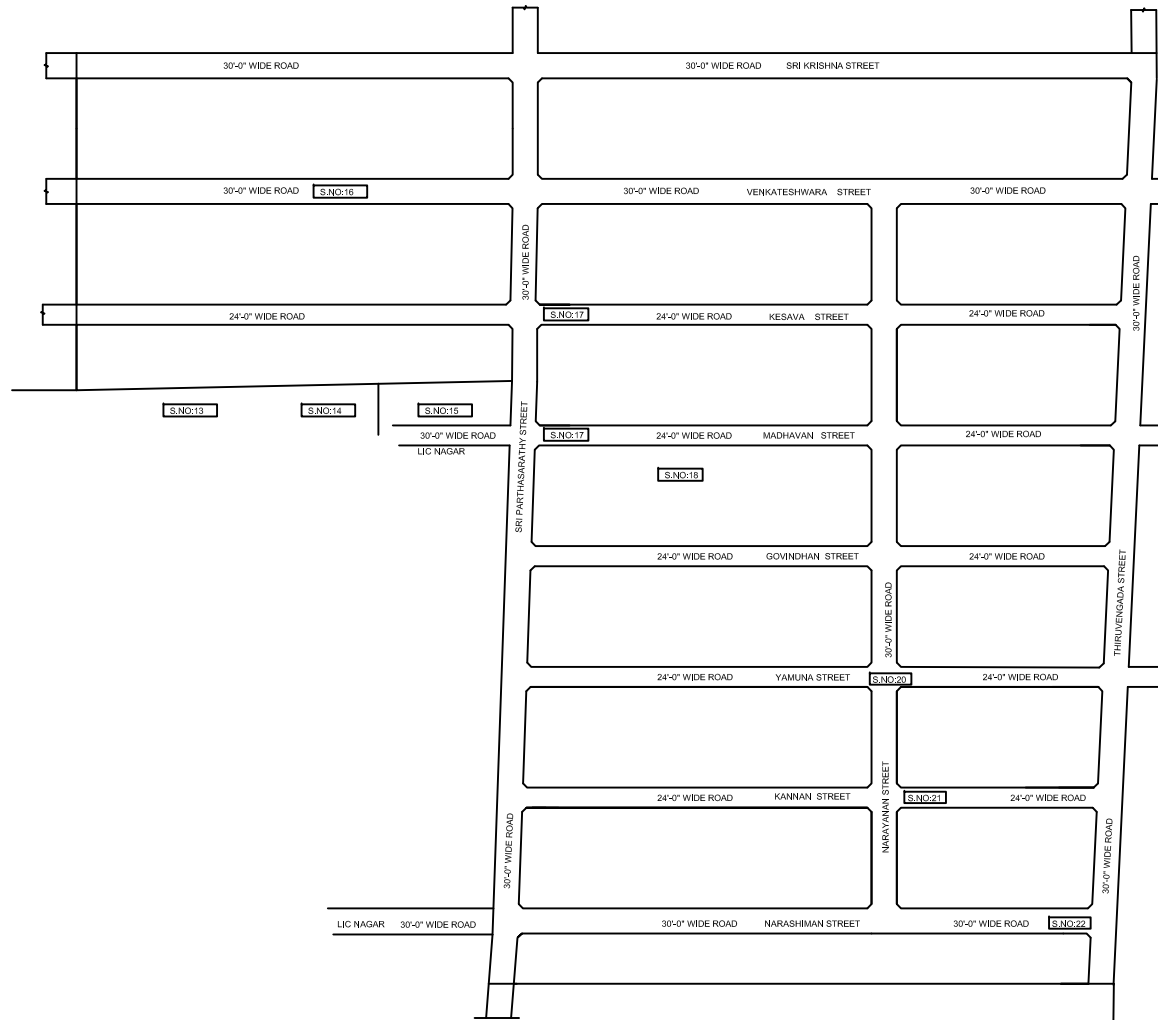 30'-0" WIDE ROAD
30'-0" WIDE ROAD SRI KRISHNA STREET
30'-0" WIDE ROAD
S.NO:16
30'-0" WIDE ROAD
VENKATESHWARA STREET
30'-0" WIDE ROAD
30'-0" WIDE ROAD
30'-0" WIDE ROAD
24'-0" WIDE ROAD
S.NO:17
24'-0" WIDE ROAD
KESAVA STREET
24'-0" WIDE ROAD
S.NO:13
S.NO:14
S.NO:15
SRI PARTHASARATHY STREET
30'-0" WIDE ROAD
LIC NAGAR
S.NO:17
24'-0" WIDE ROAD
MADHAVAN STREET
24'-0" WIDE ROAD
S.NO:18
24'-0" WIDE ROAD
GOVINDHAN STREET
24'-0" WIDE ROAD
THIRUVENGADA STREET
30'-0" WIDE ROAD
24'-0" WIDE ROAD
YAMUNA STREET
S.NO:20
24'-0" WIDE ROAD
NARAYANAN STREET
24'-0" WIDE ROAD
KANNAN STREET
S.NO:21
24'-0" WIDE ROAD
30'-0" WIDE ROAD
30'-0" WIDE ROAD
LIC NAGAR
30'-0" WIDE ROAD
30'-0" WIDE ROAD
NARASHIMAN STREET
30'-0" WIDE ROAD
S.NO:22